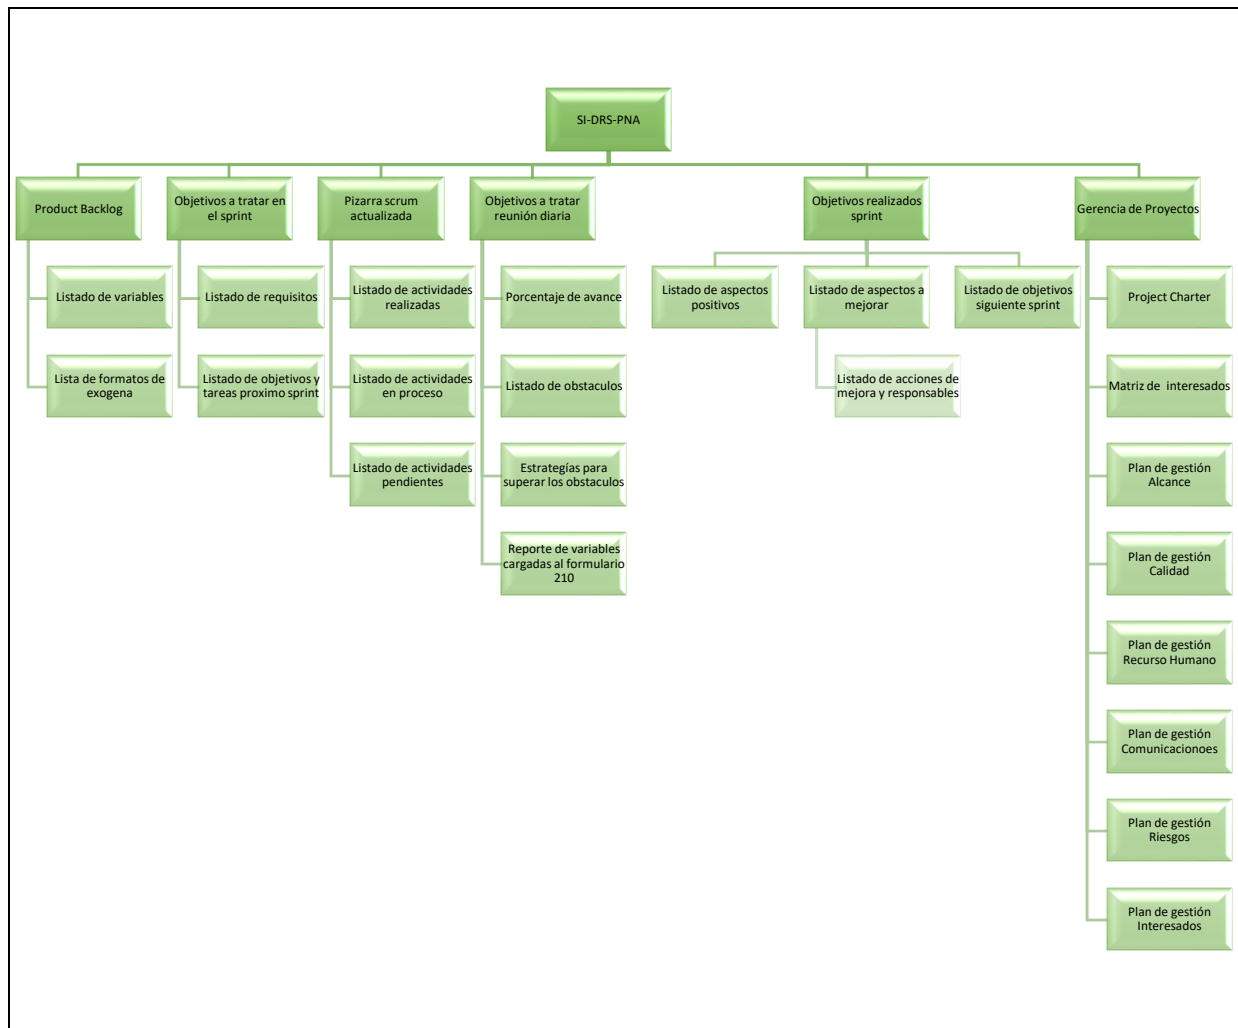 SI-DRS-PNA
Product Backlog
Objetivos a tratar en
el sprint
Pizarra scrum
actualizada
Objetivos a tratar
reunión diaria
Objetivos realizados
sprint
Gerencia de Proyectos
Listado de variables
Listado de requisitos
Listado de actividades
realizadas
Porcentaje de avance
Listado de aspectos
positivos
Listado de aspectos a
mejorar
Listado de objetivos
siguiente sprint
Project Charter
Lista de formatos de
exogena
Listado de objetivos y
tareas proximo sprint
Listado de actividades
en proceso
Listado de obstaculos
Listado de acciones de
mejora y responsables
Matriz de interesados
Listado de actividades
pendientes
Estrategías para
superar los obstaculos
Plan de gestión
Alcance
Reporte de variables
cargadas al formulario
210
Plan de gestión
Calidad
Plan de gestión
Recurso Humano
Plan de gestión
Comunicacionoes
Plan de gestión
Riesgos
Plan de gestión
Interesados